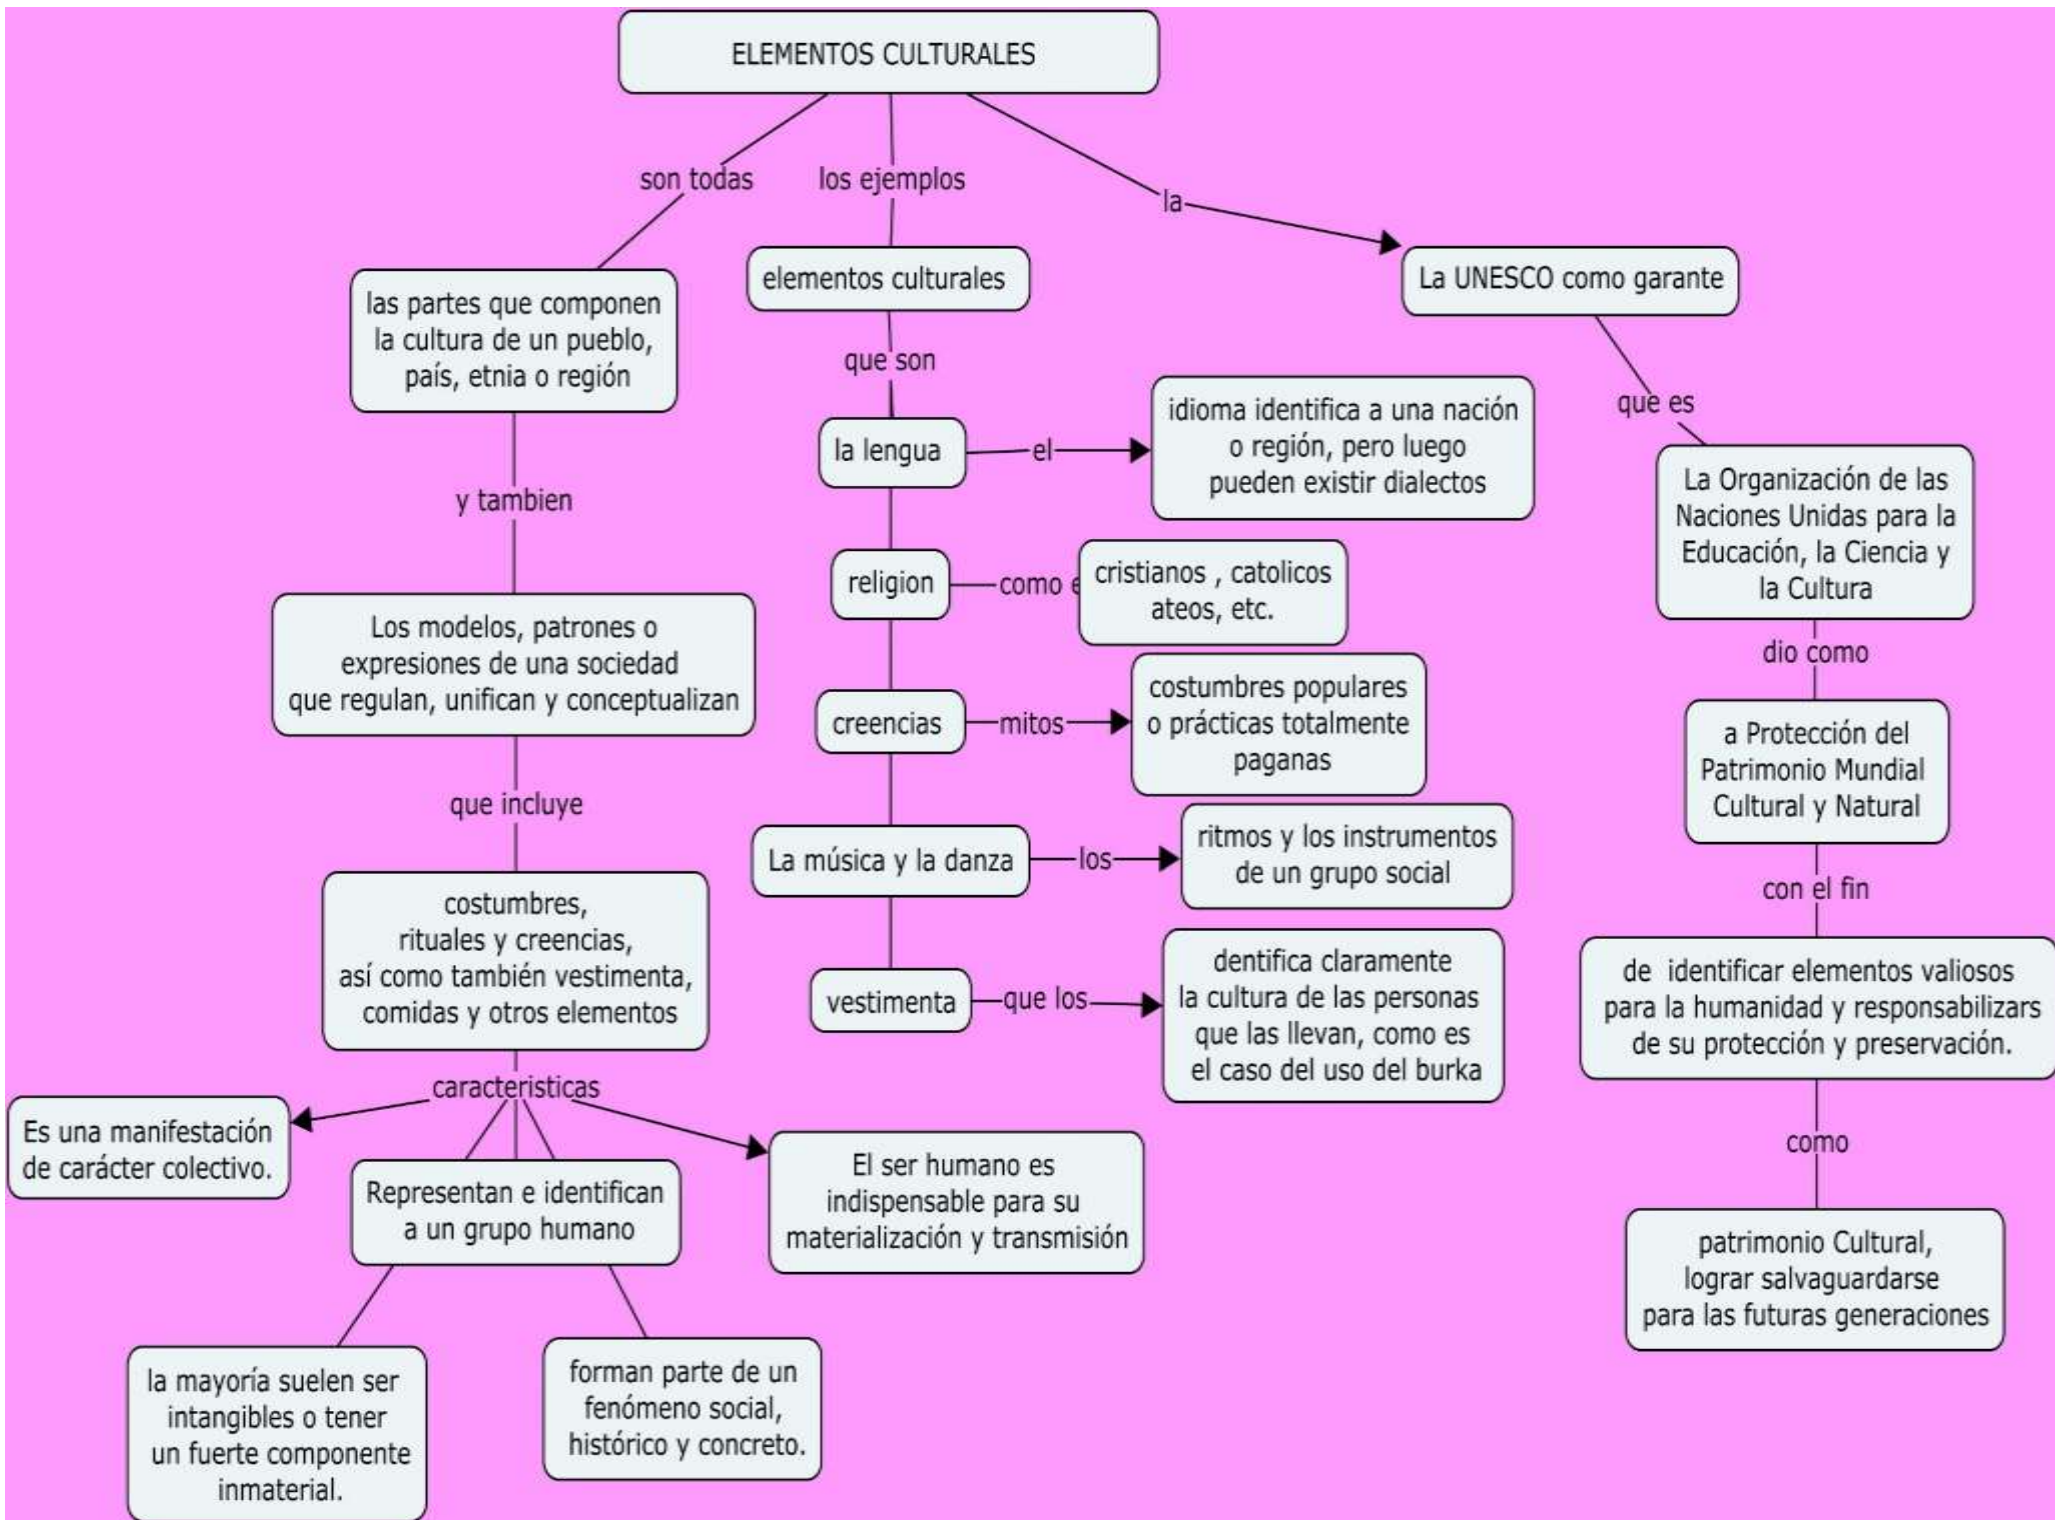 ELEMENTOS CULTURALES
son todas
las partes que componen
la cultura de un pueblo,
país, etnia o región
y tambien
Los modelos, patrones o
expresiones de una sociedad
que regulan, unifican y conceptualizan
que incluye
costumbres,
rituales y creencias,
así como también vestimenta,
comidas y otros elementos
caracteristicas
Es una manifestación
de carácter colectivo.
Representan e identifican
a un grupo humano
la mayoría suelen ser
intangibles o tener
un fuerte componente
inmaterial.
forman parte de un
fenómeno social,
histórico y concreto.
El ser humano es
indispensable para su
materialización y transmisión
los ejemplos
elementos culturales
que son
la lengua
el
idioma identifica a una nación
o región, pero luego
pueden existir dialectos
religion
como
cristianos , catolicos
ateos, etc.
creencias
mitos
costumbres populares
o prácticas totalmente
paganas
La música y la danza
los
ritmos y los instrumentos
de un grupo social
vestimenta
que los
dentifica claramente
la cultura de las personas
que las llevan, como es
el caso del uso del burka
la
La UNESCO como garante
que es
La Organización de las
Naciones Unidas para la
Educación, la Ciencia y
la Cultura
dio como
a Protección del
Patrimonio Mundial
Cultural y Natural
con el fin
de identificar elementos valiosos
para la humanidad y responsabilizars
de su protección y preservación.
como
patrimonio Cultural,
lograr salvaguardarse
para las futuras generaciones